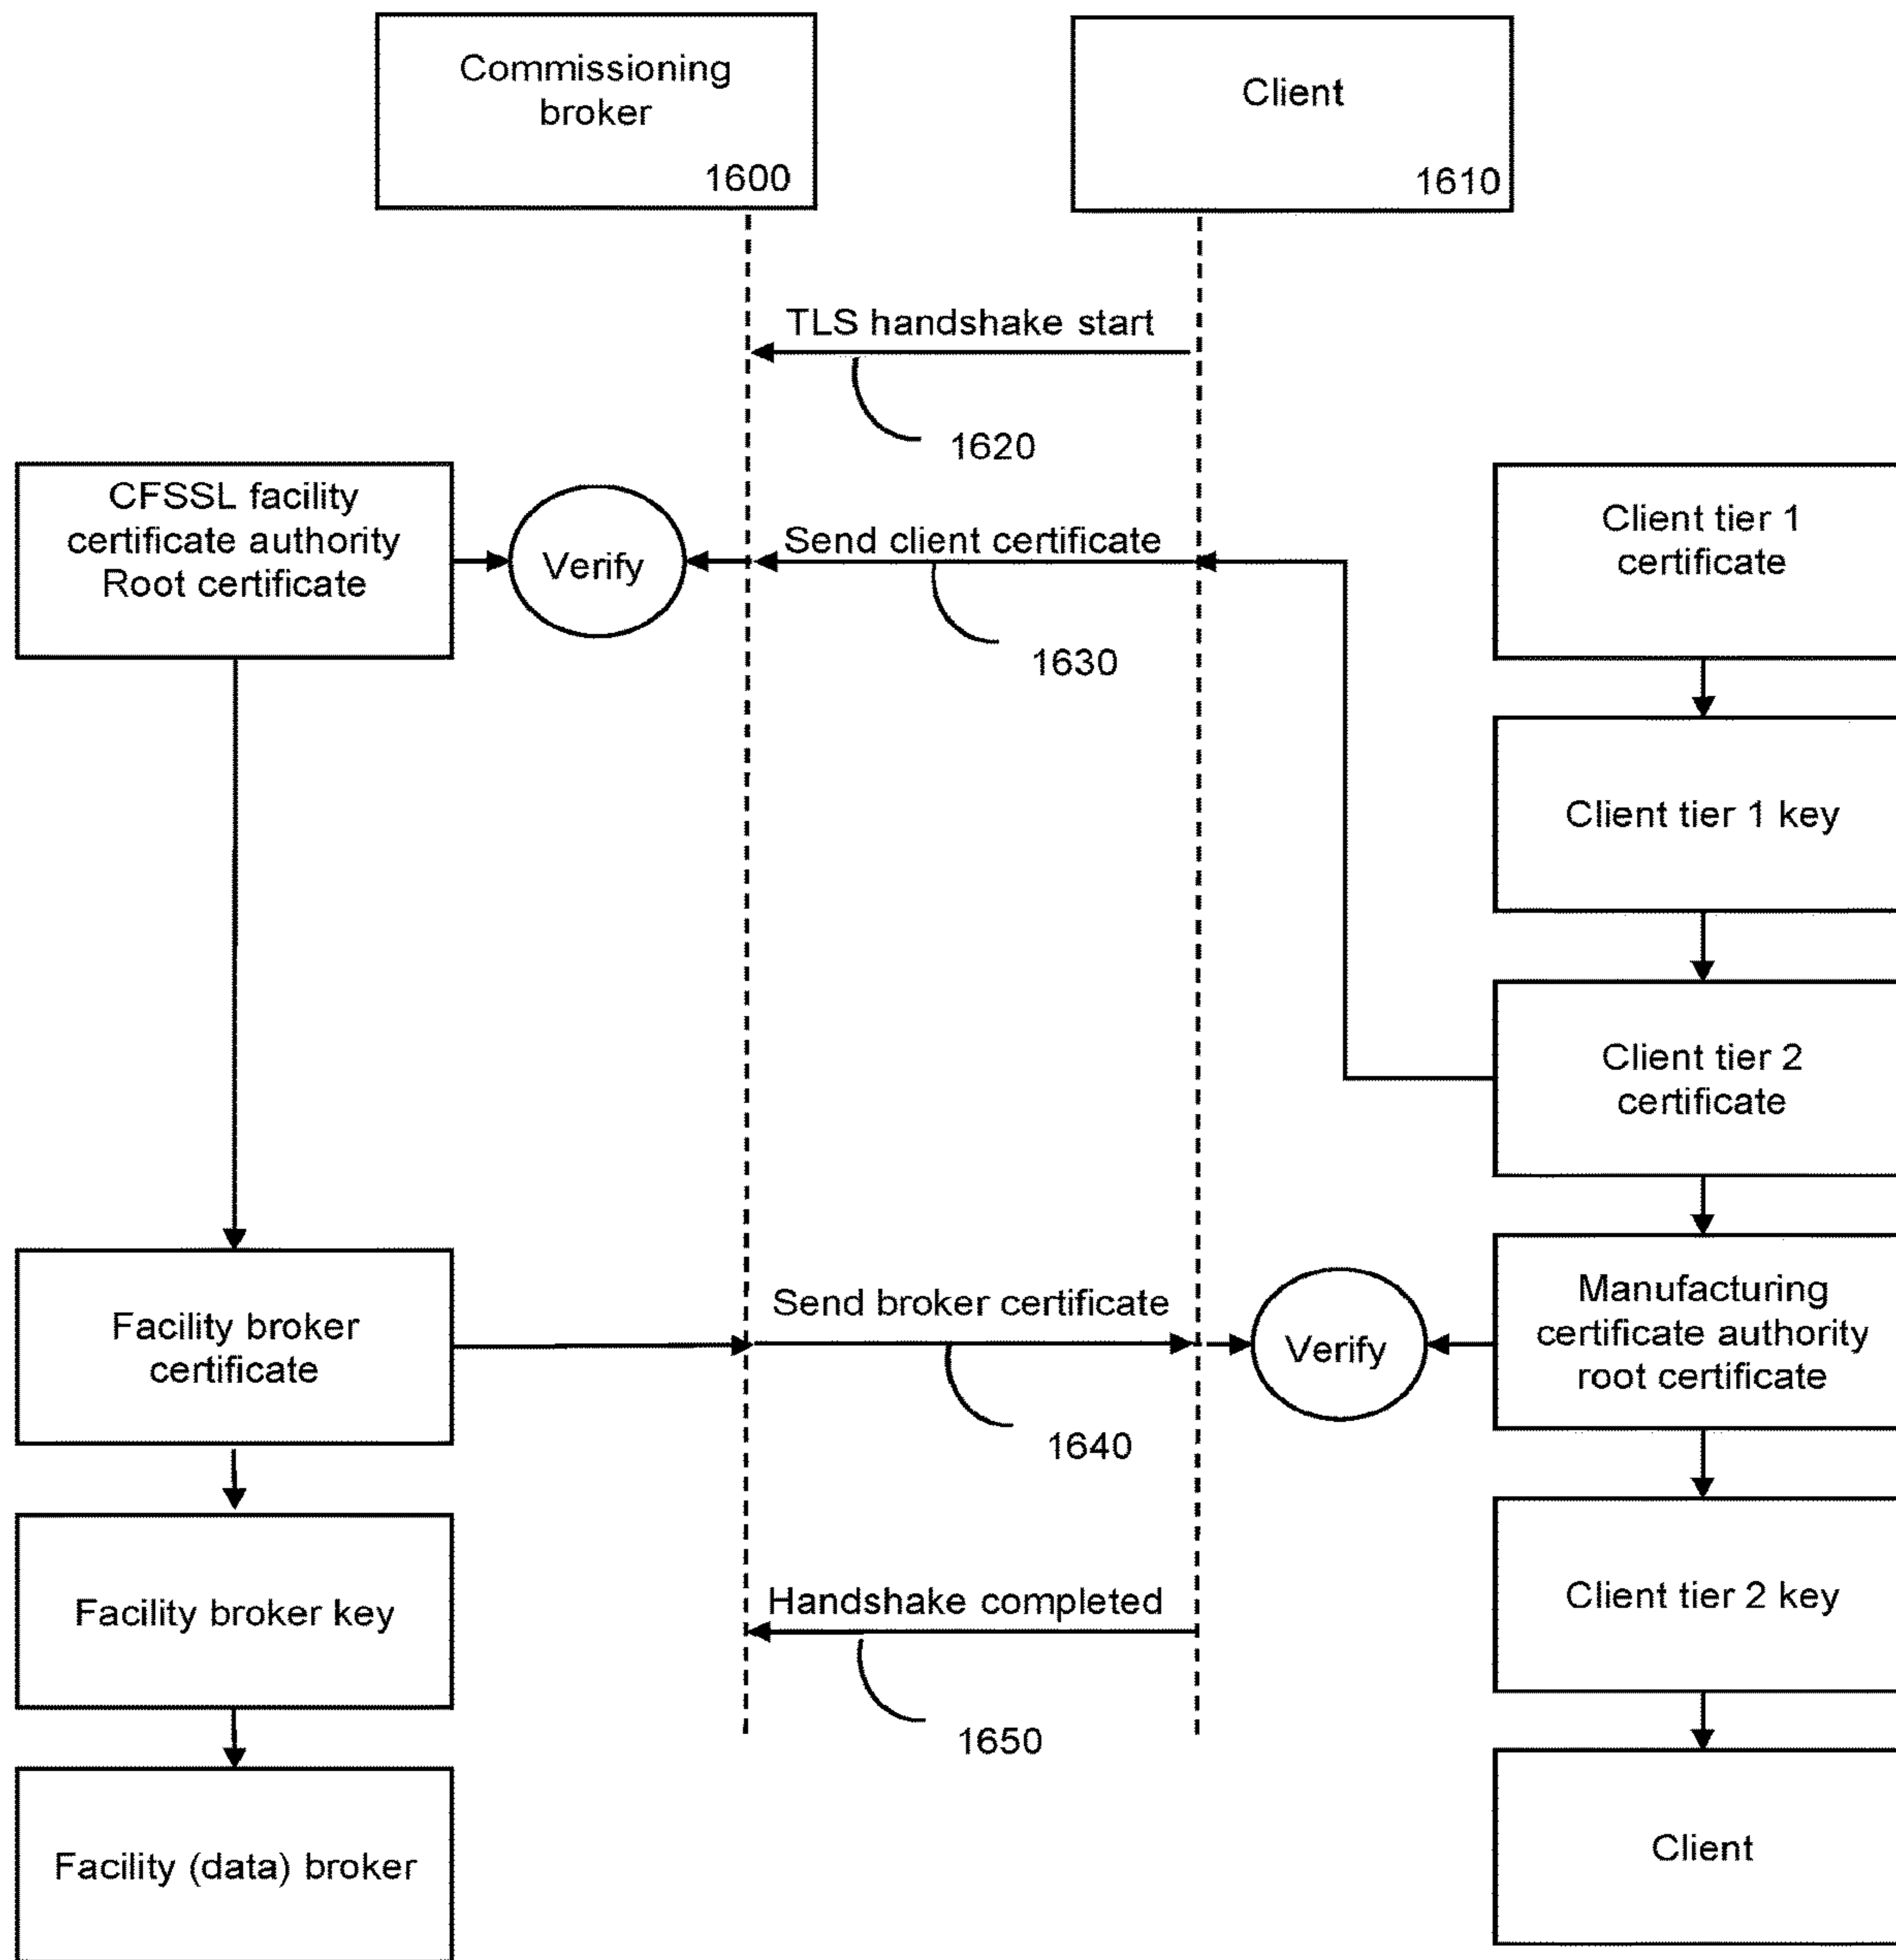 Commissioning
broker
1600
Client
1610
TLS handshake start
1620
CFSSL facility
certificate authority
Root certificate
Verify
Send client certificate
1630
Client tier 1
certificate
Client tier 1 key
Client tier 2
certificate
Facility broker
certificate
Send broker certificate
1640
Verify
Manufacturing
certificate authority
root certificate
Facility broker key
Handshake completed
1650
Client tier 2 key
Facility (data) broker
Client